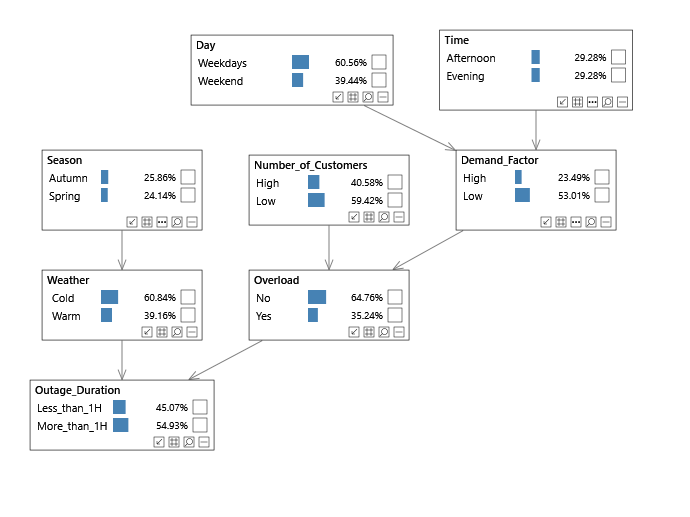 Day
Weekdays 60.56%
Weekend 39.44%
Time
Afternoon 29.28%
Evening 29.28%
Season
Autumn 25.86%
Spring 24.14%
Number_of_Customers
High 40.58%
Low 59.42%
Demand_Factor
High 23.49%
Low 53.01%
Weather
Cold 60.84%
Warm 39.16%
Overload
No 64.76%
Yes 35.24%
Outage_Duration
Less_than_1H 45.07%
More_than_1H 54.93%